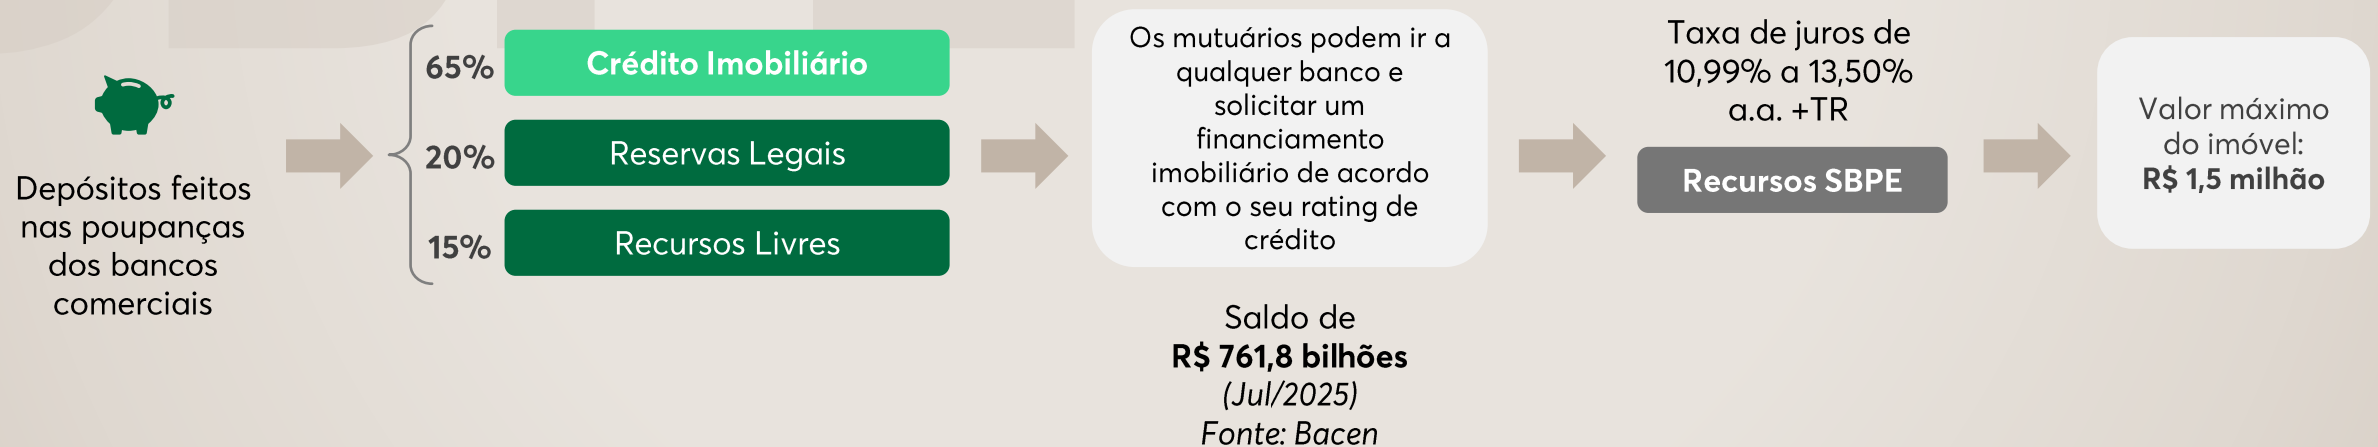 Depósitos feitos
nas poupanças
dos bancos
comerciais
65%
Crédito Imobiliário
20%
Reservas Legais
15%
Recursos Livres
Os mutuários podem ir a
qualquer banco e
solicitar um
financiamento
imobiliário de acordo
com o seu rating de
crédito
Saldo de
R$ 761,8 bilhões
(Jul/2025)
Fonte: Bacen
Taxa de juros de
10,99% a 13,50%
a.a. +TR
Recursos SBPE
Valor máximo
do imóvel:
R$ 1,5 milhão